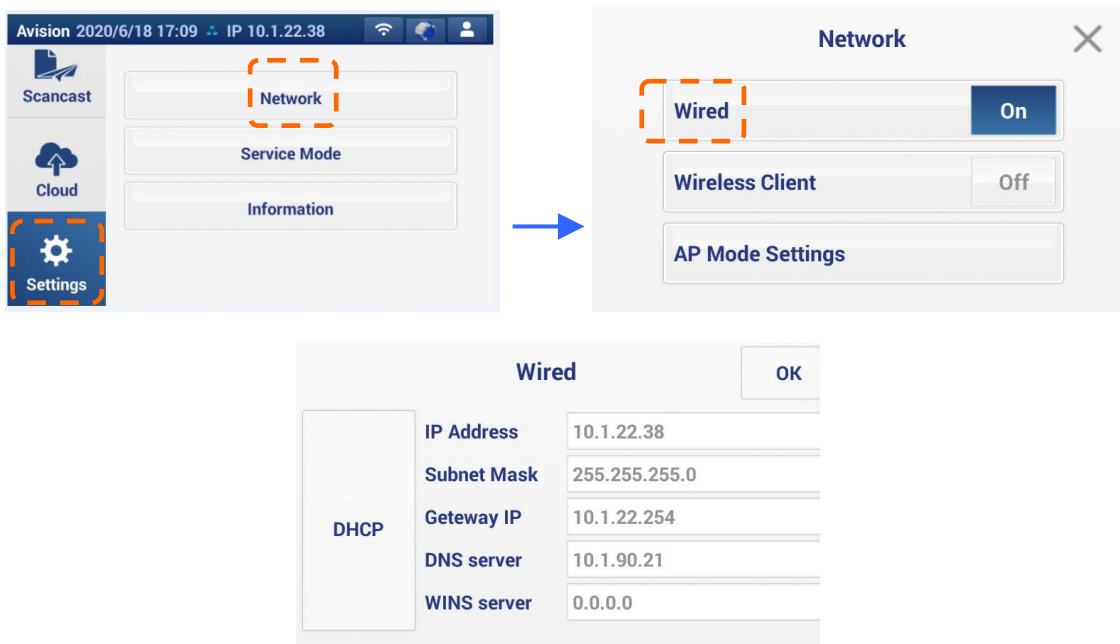 Avision 2020/6/18 17:09 IP 10.1.22.38
Scancast
Cloud
Settings
Network
Service Mode
Information
Network
Wired On
Wireless Client Off
AP Mode Settings
Wired OK
DHCP
IP Address 10.1.22.38
Subnet Mask 255.255.255.0
Geteway IP 10.1.22.254
DNS server 10.1.90.21
WINS server 0.0.0.0